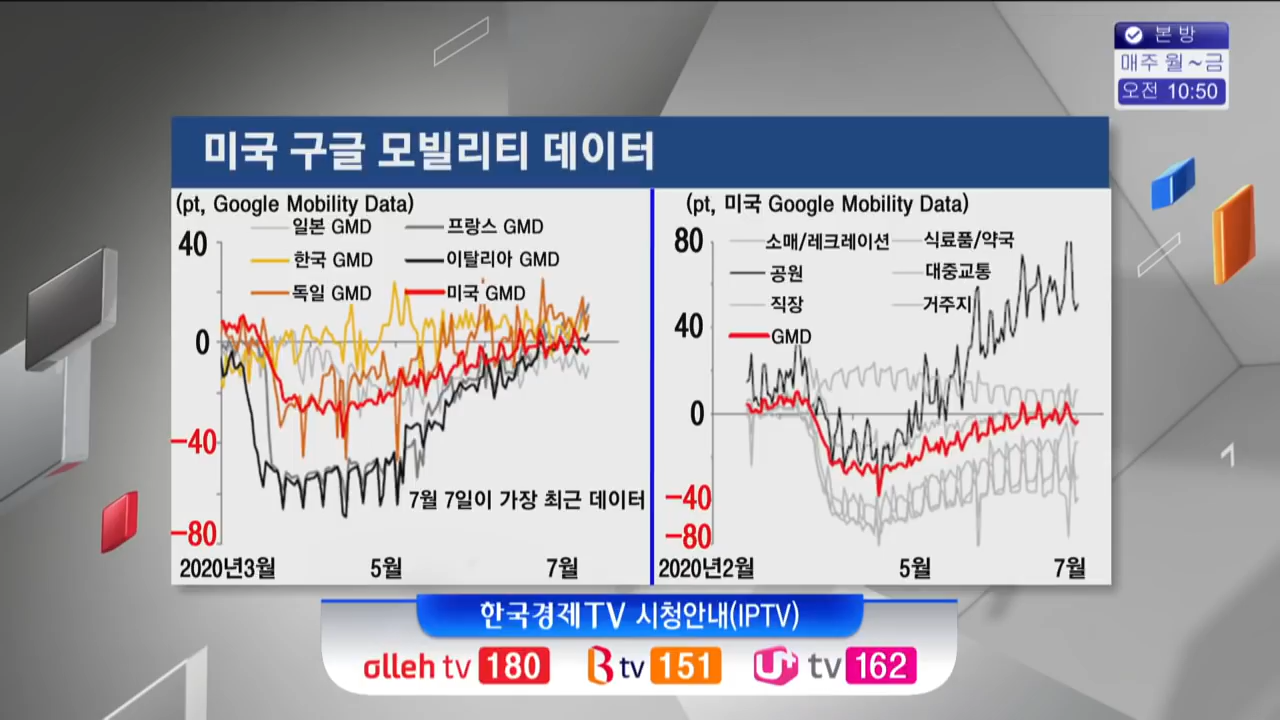 본 방
매주 월~금
오전 10:50
미국 구글 모빌리티 데이터
(pt, Google Mobility Data)
일본 GMD
프랑스 GMD
한국 GMD
이탈리아 GMD
독일 GMD
미국 GMD
40
0
-40
-80
7월 7일이 가장 최근 데이터
2020년3월
5월
7월
(pt, 미국 Google Mobility Data)
소매/레크레이션
식료품/약국
공원
대중교통
직장
거주지
GMD
80
40
0
-40
-80
2020년2월
5월
7월
한국경제TV 시청안내(IPTV)
alleh tv 180
B tv 151
U+ tv 162